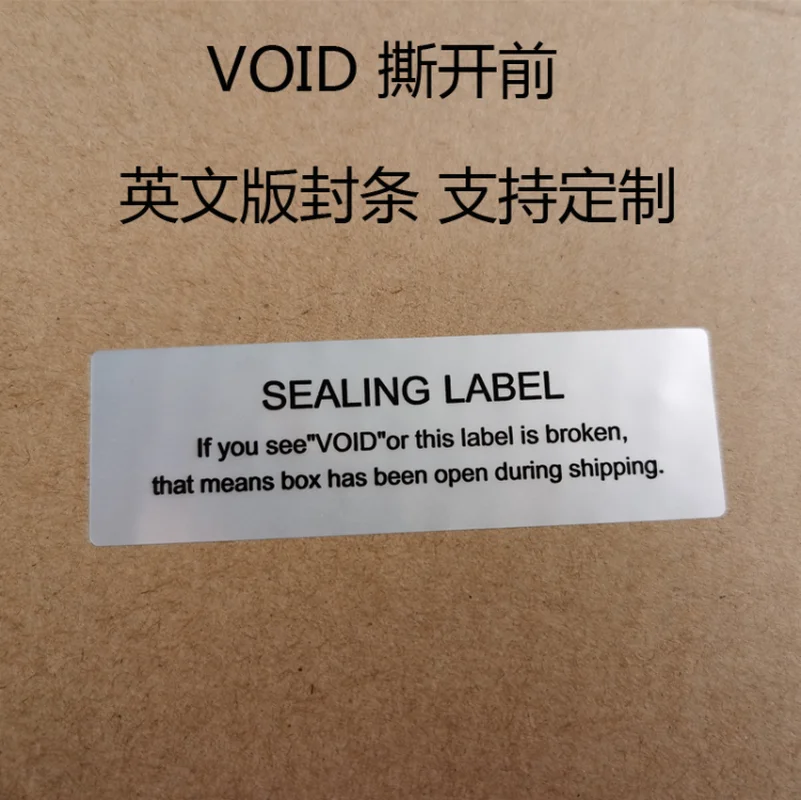 VOID 撕开前
英文版封条 支持定制
SEALING LABEL
If you see"VOID"or this label is broken,
that means box has been open during shipping.